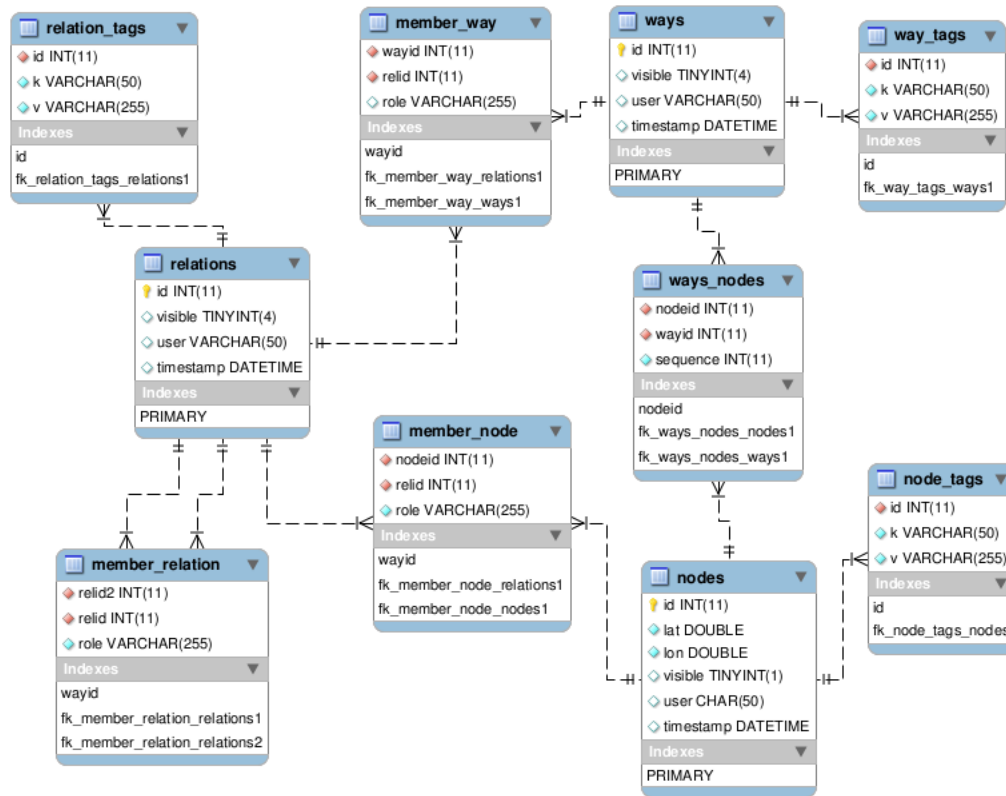 relation_tags
id INT(11)
k VARCHAR(50)
v VARCHAR(255)
Indexes
id
fk_relation_tags_relations1
member_way
wayid INT(11)
relid INT(11)
role VARCHAR(255)
Indexes
wayid
fk_member_way_relations1
fk_member_way_ways1
ways
id INT(11)
visible TINYINT(4)
user VARCHAR(50)
timestamp DATETIME
Indexes
PRIMARY
way_tags
id INT(11)
k VARCHAR(50)
v VARCHAR(255)
Indexes
id
fk_way_tags_ways1
relations
id INT(11)
visible TINYINT(4)
user VARCHAR(50)
timestamp DATETIME
Indexes
PRIMARY
ways_nodes
nodeid INT(11)
wayid INT(11)
sequence INT(11)
Indexes
nodeid
fk_ways_nodes_nodes1
fk_ways_nodes_ways1
member_node
nodeid INT(11)
relid INT(11)
role VARCHAR(255)
Indexes
wayid
fk_member_node_relations1
fk_member_node_nodes1
node_tags
id INT(11)
k VARCHAR(50)
v VARCHAR(255)
Indexes
id
fk_node_tags_nodes
member_relation
relid2 INT(11)
relid INT(11)
role VARCHAR(255)
Indexes
wayid
fk_member_relation_relations1
fk_member_relation_relations2
nodes
id INT(11)
lat DOUBLE
lon DOUBLE
visible TINYINT(1)
user CHAR(50)
timestamp DATETIME
Indexes
PRIMARY